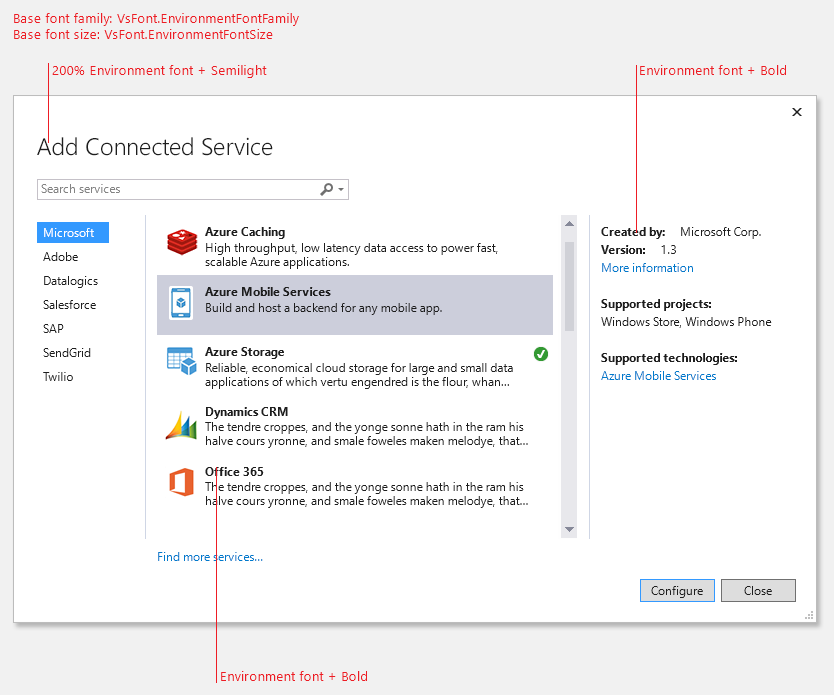 Base font family: VsFont.EnvironmentFontFamily
Base font size: VsFont.EnvironmentFontSize
200% Environment font + Semilight
Environment font + Bold
Add Connected Service
Search services
Microsoft
Adobe
Datalogics
Salesforce
SAP
SendGrid
Twilio
Azure Caching
High throughput, low latency data access to power fast,
scalable Azure applications.
Azure Mobile Services
Build and host a backend for any mobile app.
Azure Storage
Reliable, economical cloud storage for large and small data
applications of which vertu engendred is the flour, whan...
Dynamics CRM
The tendre croppes, and the yonge sonne hath in the ram his
halve cours yronne, and smale foweles maken melodye, that...
Office 365
The tendre croppes, and the yonge sonne hath in the ram his
halve cours yronne, and smale foweles maken melodye, that...
Find more services...
Created by: Microsoft Corp.
Version: 1.3
More information
Supported projects:
Windows Store, Windows Phone
Supported technologies:
Azure Mobile Services
Configure
Close
Environment font + Bold